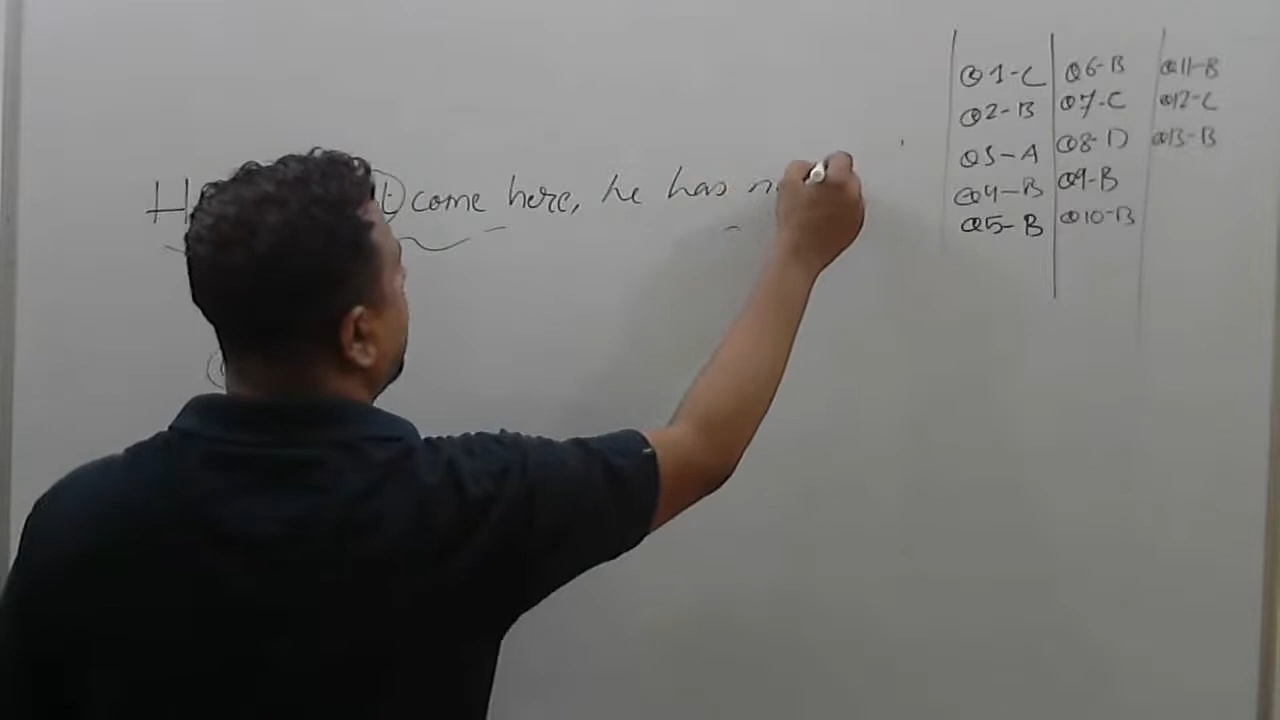 come here, he has
Q1-C
Q2-B
Q3-A
Q4-B
Q5-B
Q6-B
Q7-C
Q8-D
Q9-B
Q10-B
Q11-B
Q12-C
Q13-B